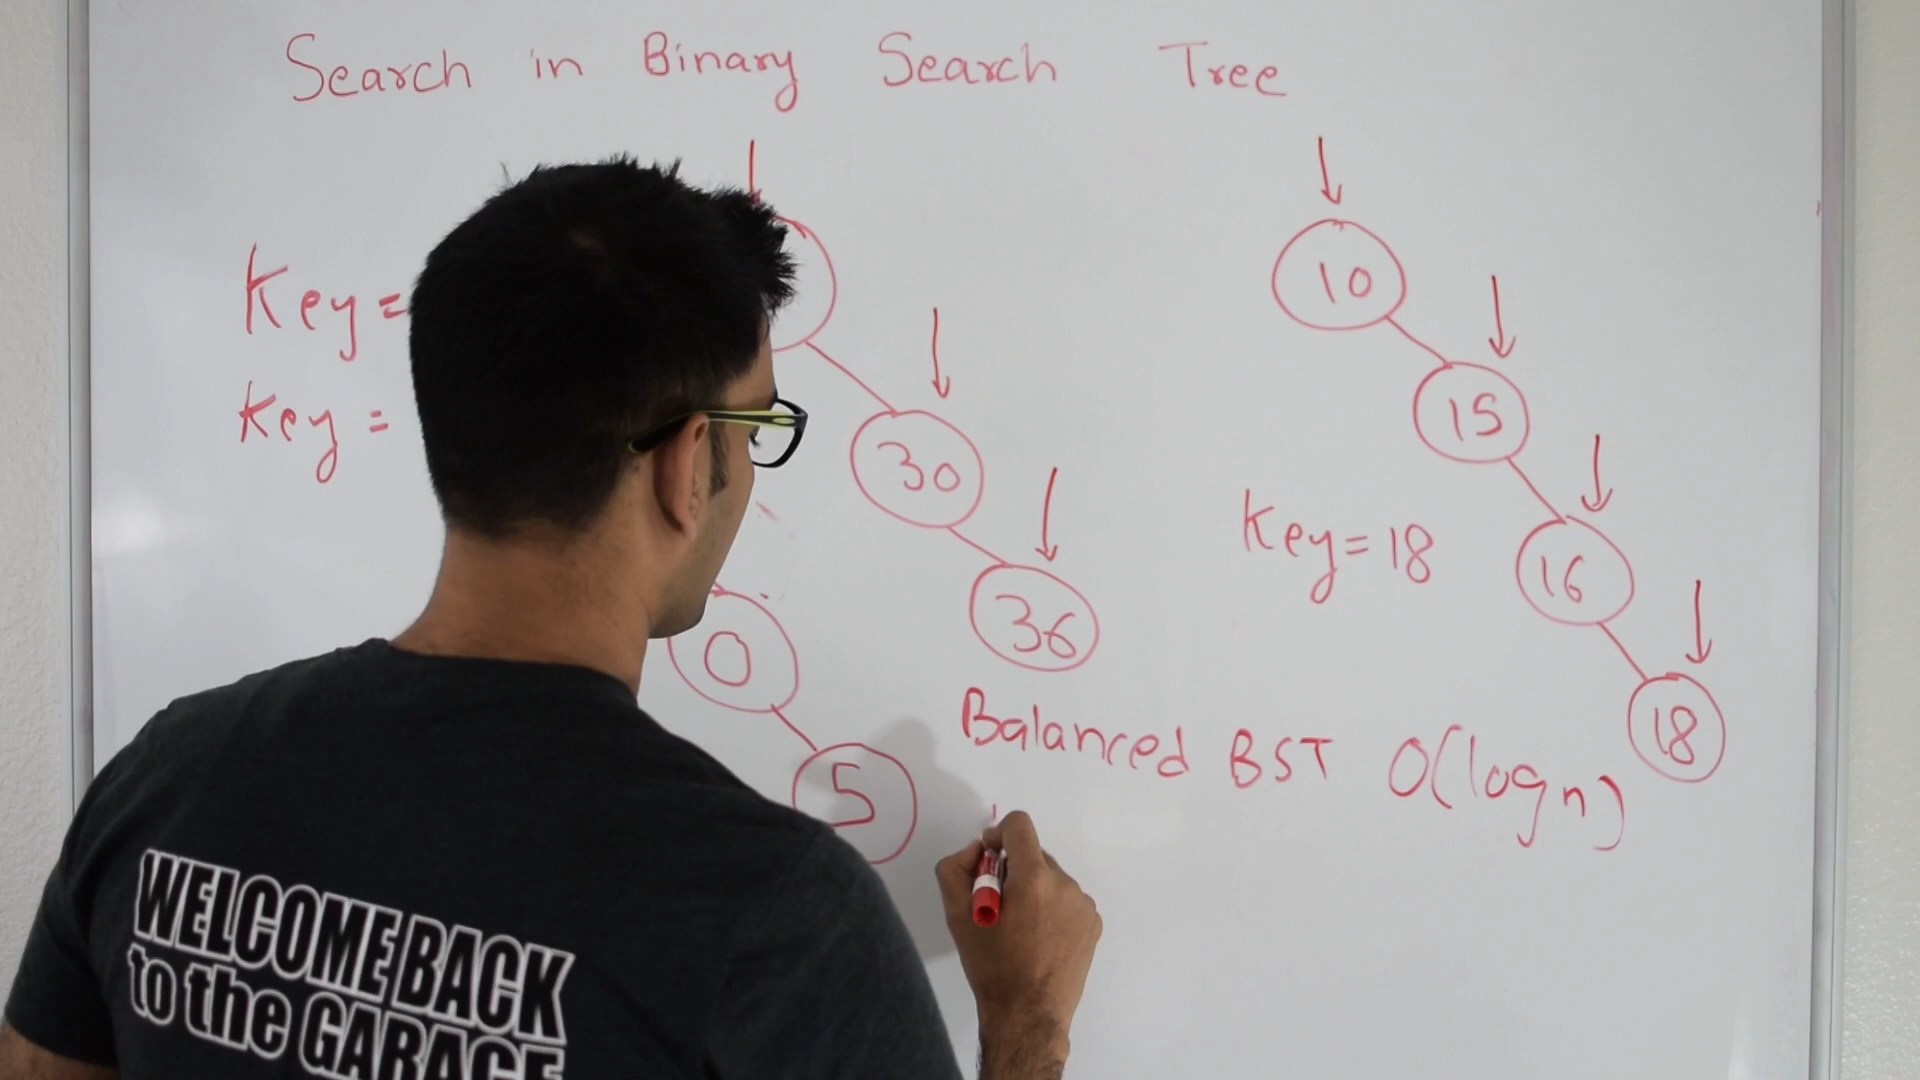 Search in Binary Search Tree
Key=
Key=
30
36
0
5
10
15
16
18
Key=18
Balanced BST O(logn)
WELCOME BACK
to the GARAGE